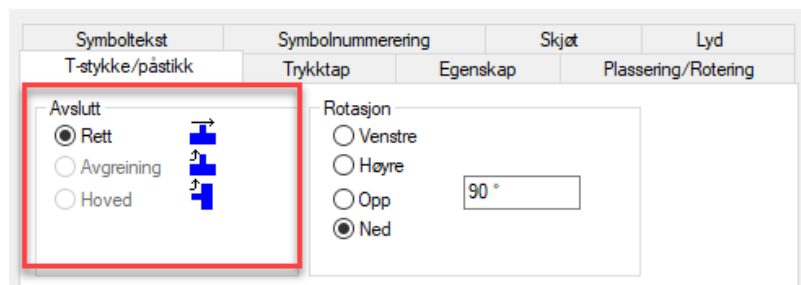 Symboltekst Symbolnummerering Skjøt Lyd
T-stykke/påstikk Trykktap Egenskap Plassering/Rotering
Avslutt
Rett
Avgreining
Hoved
Rotasjon
Venstre
Høyre
Opp
Ned
90 °